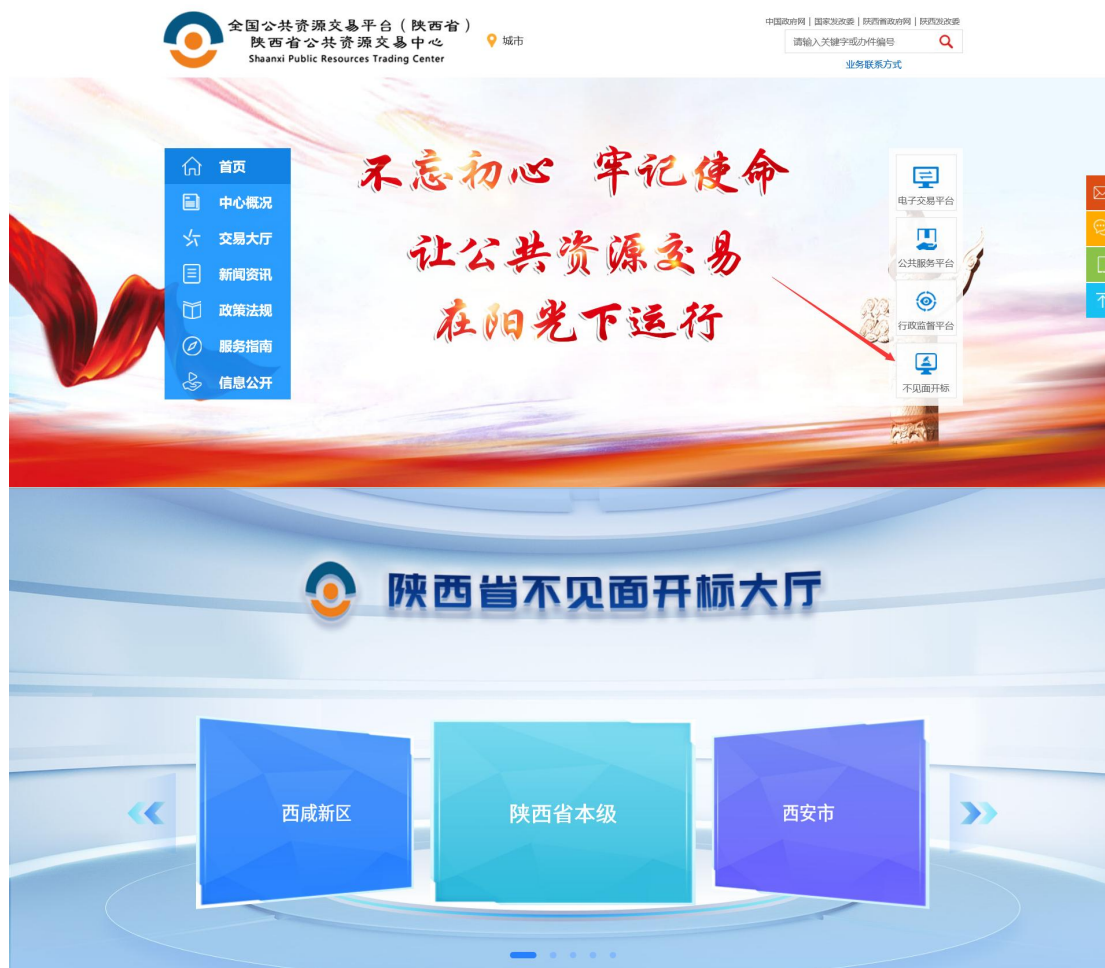 全国公共资源交易平台（陕西省）
陕西省公共资源交易中心
Shaanxi Public Resources Trading Center
城市
中国政府网 | 国家发改委 | 陕西省政府网 | 陕西发改委
请输入关键字或办件编号
业务联系方式
首页
中心概况
交易大厅
新闻资讯
政策法规
服务指南
信息公开
不忘初心 牢记使命
让公共资源交易
在阳光下运行
电子交易平台
公共服务平台
行政监督平台
不见面开标
陕西省不见面开标大厅
西咸新区
陕西省本级
西安市